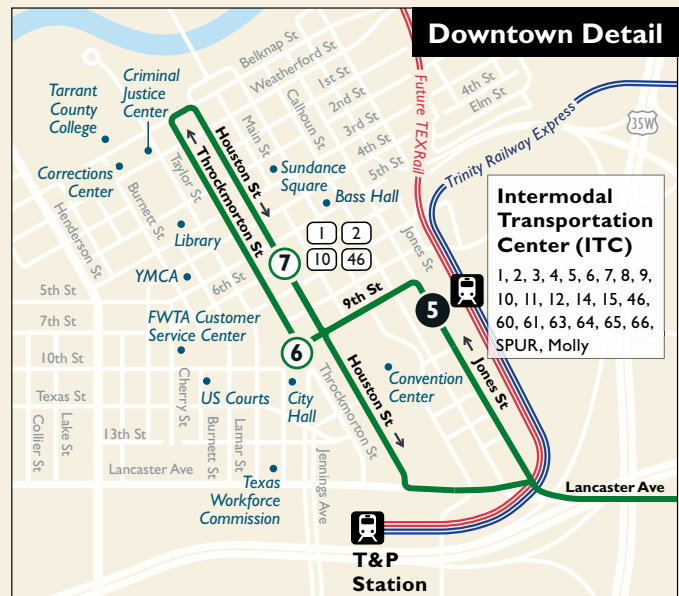 Downtown Detail
Belknap St
Weatherford St
1st St
2nd St
3rd St
4th St
5th St
Main St
Calhoun St
4th St
Elm St
Future TEXRail
Trinity Railway Express
35W
Criminal
Justice
Center
Tarrant
County
College
Corrections
Center
Taylor St
Burnett St
Henderson St
Houston St
Throckmorton St
Sundance
Square
Bass Hall
Library
YMCA
6th St
7
1
2
10
46
Jones St
9th St
5
Intermodal
Transportation
Center (ITC)
1, 2, 3, 4, 5, 6, 7, 8, 9,
10, 11, 12, 14, 15, 46,
60, 61, 63, 64, 65, 66,
SPUR, Molly
5th St
7th St
10th St
Texas St
FWTA Customer
Service Center
6
Jones St
Houston St
Throckmorton St
Convention
Center
US Courts
City
Hall
Cherry St
Burnett St
Lamar St
Collier St
Lake St
13th St
Lancaster Ave
Jennings Ave
Texas
Workforce
Commission
Lancaster Ave
T&P
Station